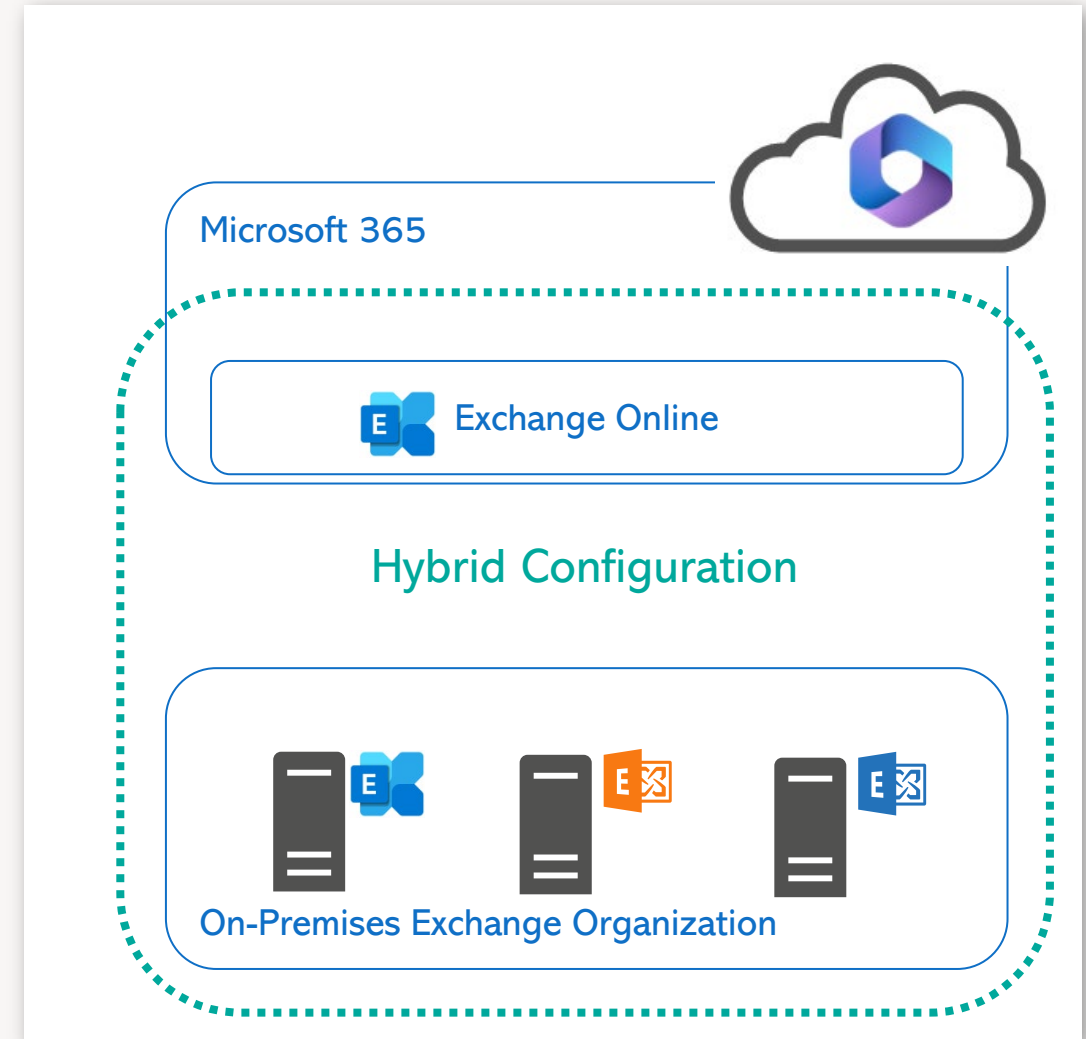 Microsoft 365
E
Exchange Online
Hybrid Configuration
E
E
E
On-Premises Exchange Organization